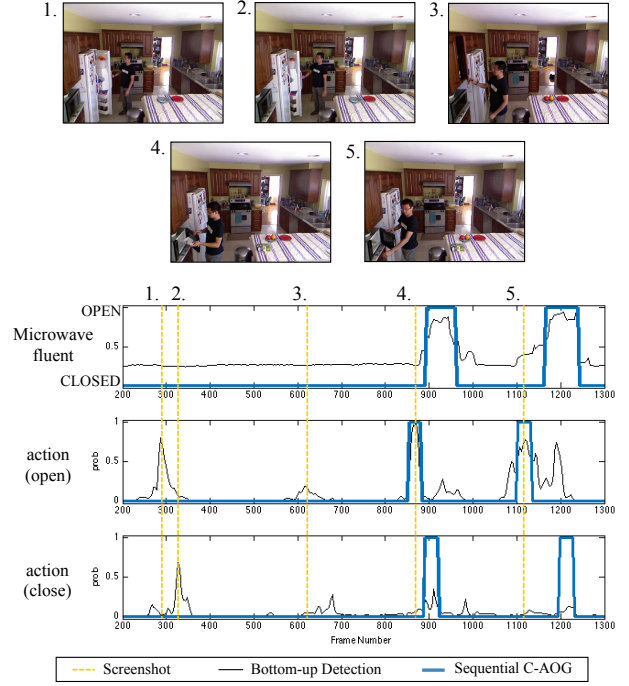 1.
2.
3.
4.
5.
1. 2. 3. 4. 5.
OPEN
Microwave
fluent
0.5
CLOSED
200 300 400 500 600 700 800 900 1000 1100 1200 1300
action
(open)
prob
1
0.5
0
200 300 400 500 600 700 800 900 1000 1100 1200 1300
action
(close)
prob
1
0.5
0
200 300 400 500 600 700 800 900 1000 1100 1200 1300
Frame Number
Screenshot Bottom-up Detection Sequential C-AOG